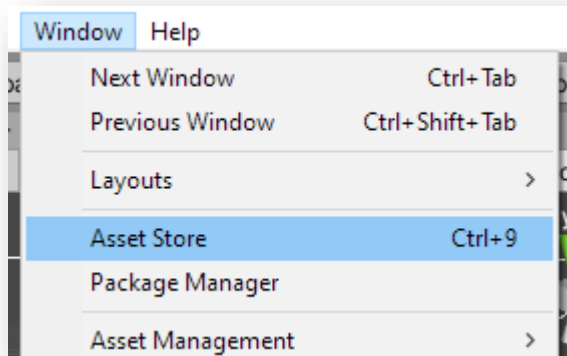 Window Help
Next Window Ctrl+Tab
Previous Window Ctrl+Shift+Tab
Layouts
Asset Store Ctrl+9
Package Manager
Asset Management